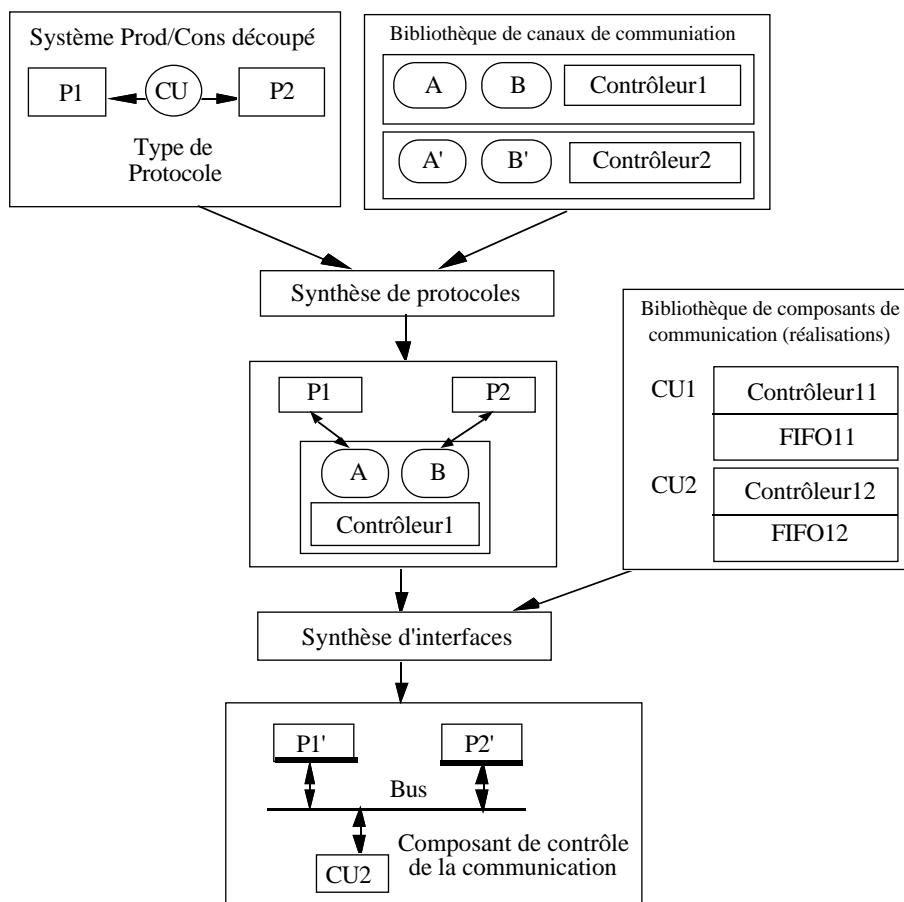 Système Prod/Cons découpé
P1
CU
P2
Type de
Protocole
Bibliothèque de canaux de communiation
A
B
Contrôleur1
A'
B'
Contrôleur2
Synthèse de protocoles
P1
P2
A
B
Contrôleur1
Bibliothèque de composants de
communication (réalisations)
CU1
Contrôleur11
FIFO11
CU2
Contrôleur12
FIFO12
Synthèse d'interfaces
P1'
P2'
Bus
Composant de contrôle
de la communication
CU2